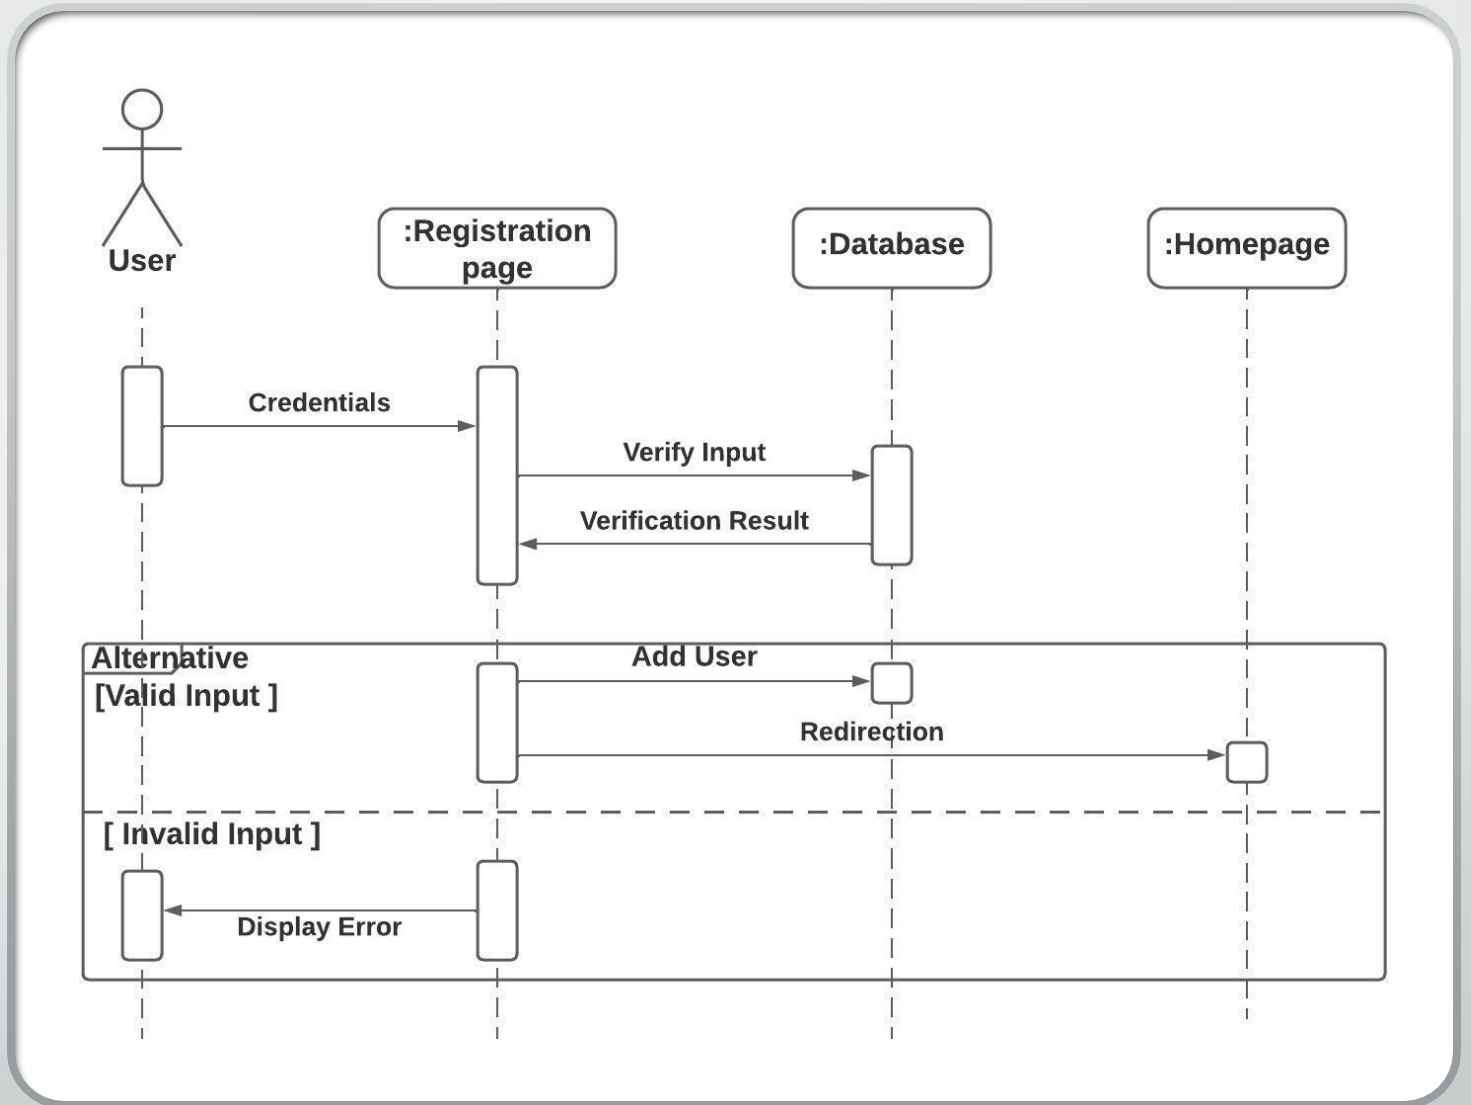 User
:Registration
page
:Database
:Homepage
Credentials
Verify Input
Verification Result
Alternative
[Valid Input ]
Add User
Redirection
[ Invalid Input ]
Display Error